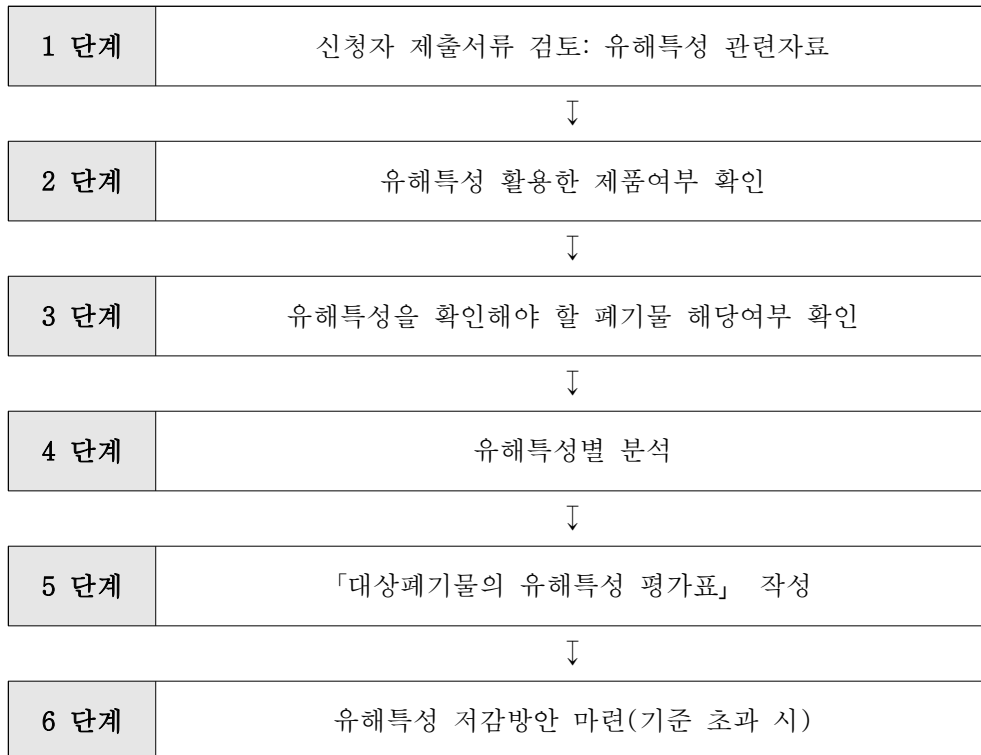 1 단계 신청자 제출서류 검토: 유해특성 관련자료
↧
2 단계 유해특성 활용한 제품여부 확인
↧
3 단계 유해특성을 확인해야 할 폐기물 해당여부 확인
↧
4 단계 유해특성별 분석
↧
5 단계 「대상폐기물의 유해특성 평가표」 작성
↧
6 단계 유해특성 저감방안 마련(기준 초과 시)